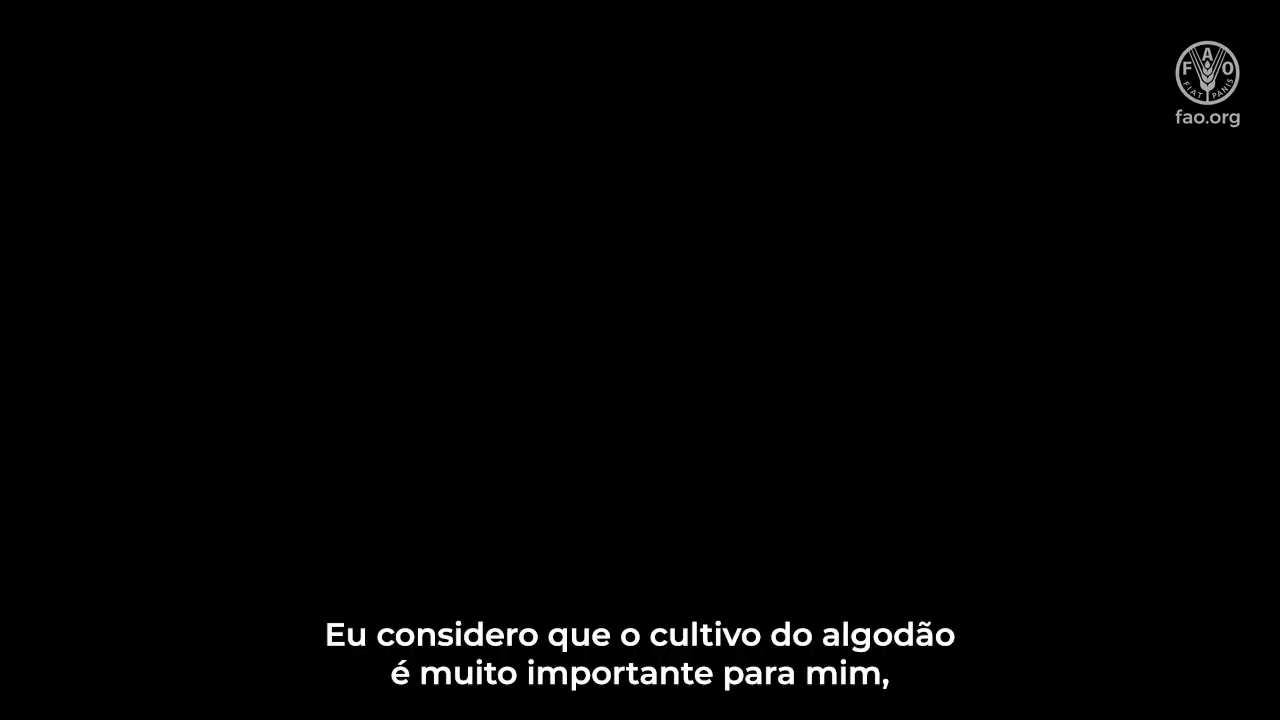 F A O
FIAT PANIS
fao.org
Eu considero que o cultivo do algodão
é muito importante para mim,